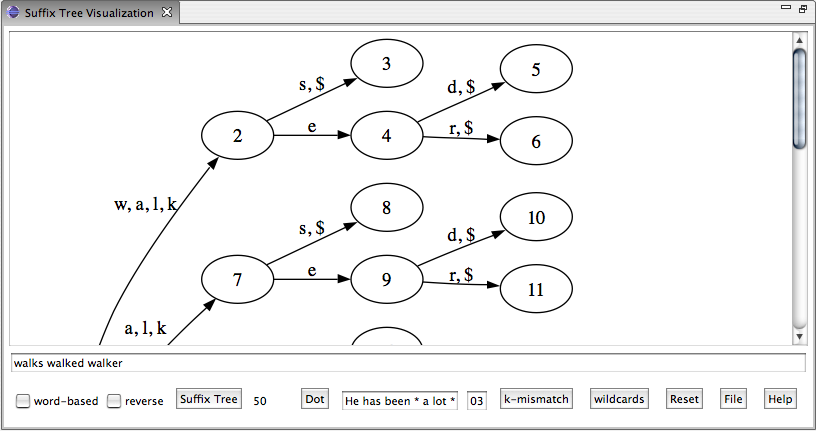 Suffix Tree Visualization
3
5
s, $
d, $
2
e
4
r, $
6
w, a, l, k
8
10
s, $
d, $
7
e
9
r, $
11
a, l, k
walks walked walker
word-based reverse Suffix Tree 50 Dot He has been * a lot * 03 k-mismatch wildcards Reset File Help